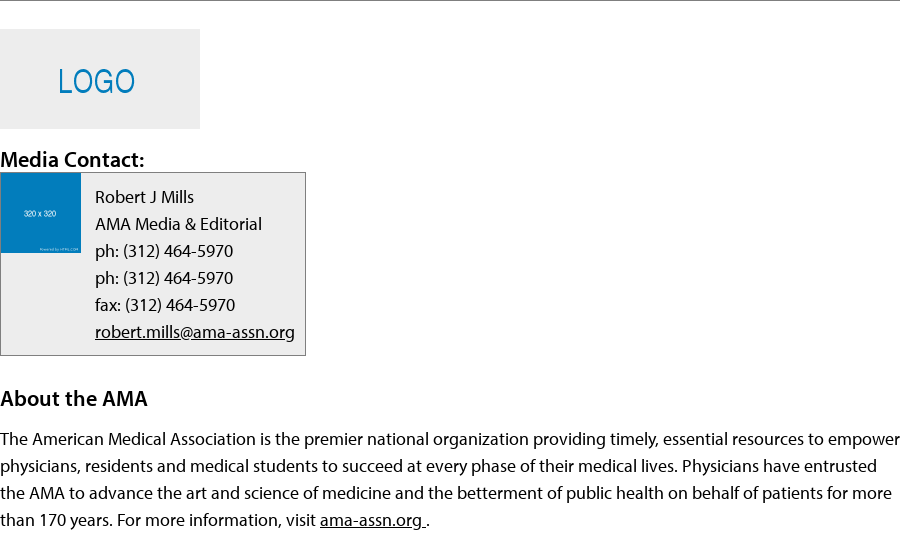 LOGO
Media Contact:
320 x 320
Robert J Mills
AMA Media & Editorial
ph: (312) 464-5970
ph: (312) 464-5970
fax: (312) 464-5970
robert.mills@ama-assn.org
About the AMA
The American Medical Association is the premier national organization providing timely, essential resources to empower
physicians, residents and medical students to succeed at every phase of their medical lives. Physicians have entrusted
the AMA to advance the art and science of medicine and the betterment of public health on behalf of patients for more
than 170 years. For more information, visit ama-assn.org .